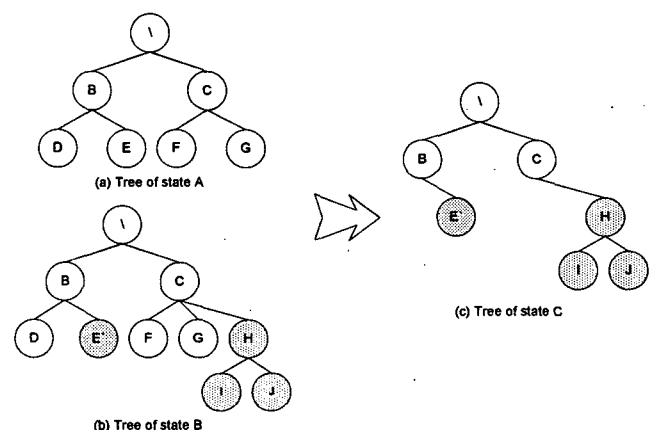 \
B C
D E F G
(a) Tree of state A
\
B C
D E' F G H
I J
(b) Tree of state B
\
B C
E' H
I J
(c) Tree of state C